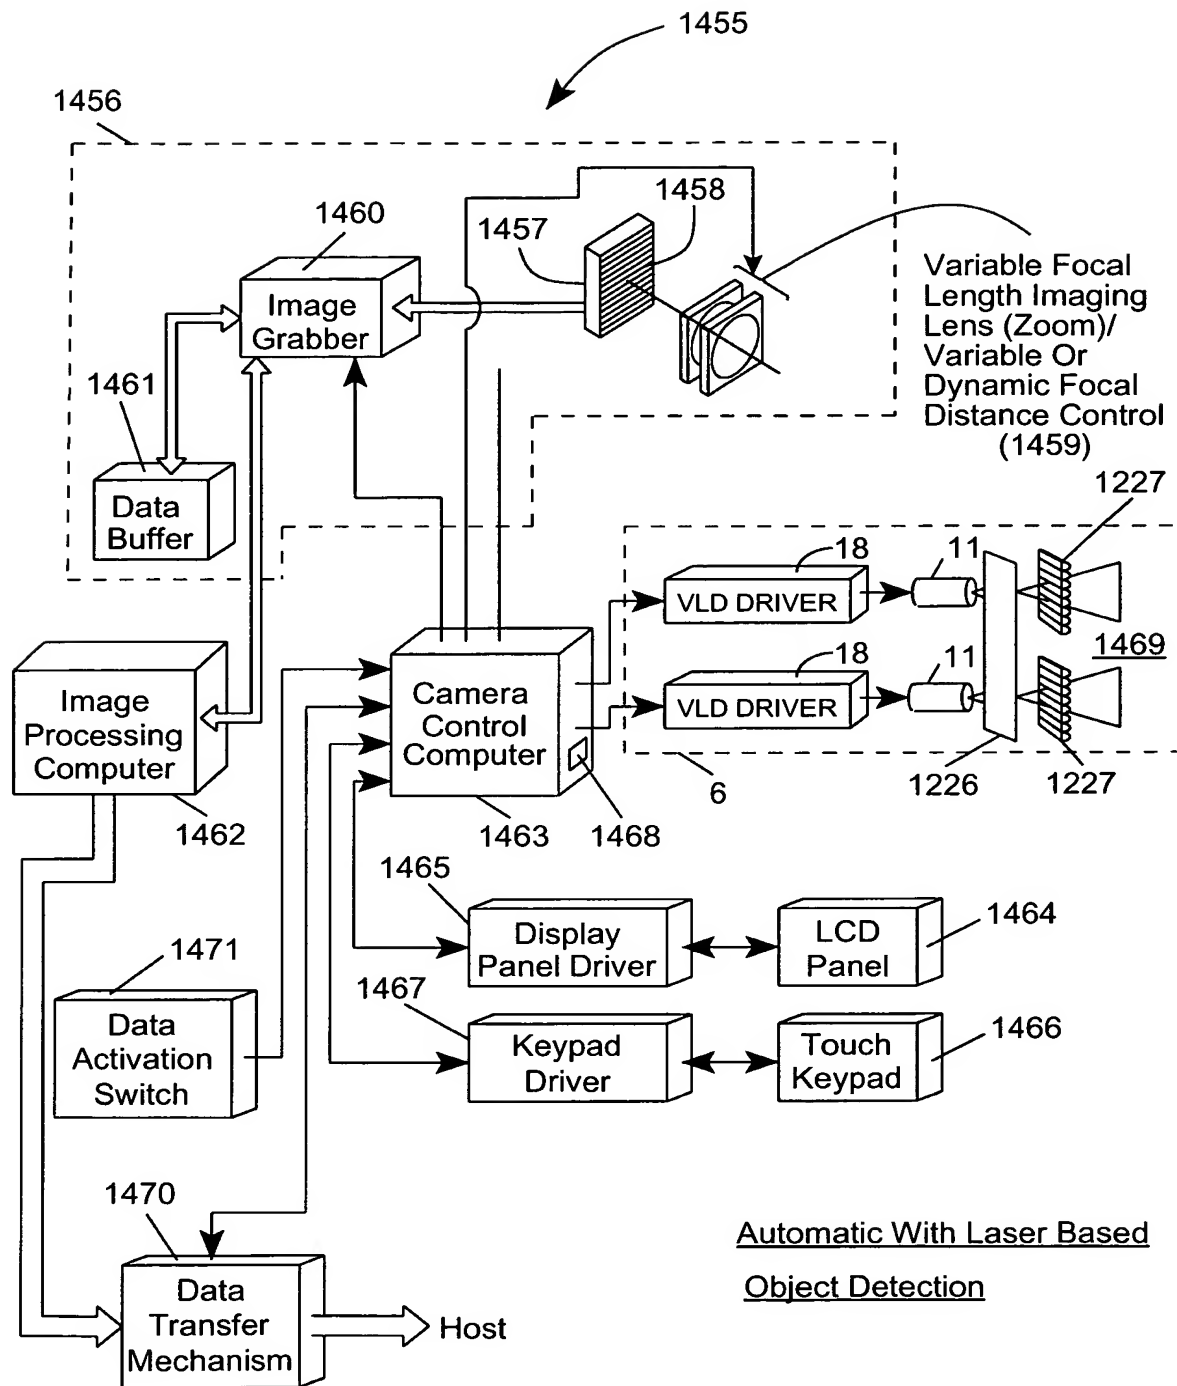 1455
1456
1460
1457
1458
Image
Grabber
Variable Focal
Length Imaging
Lens (Zoom)/
Variable Or
Dynamic Focal
Distance Control
(1459)
1461
Data
Buffer
1227
18
11
VLD DRIVER
1469
18
11
VLD DRIVER
Image
Processing
Computer
Camera
Control
Computer
6
1226
1227
1462
1463
1468
1465
Display
Panel Driver
LCD
Panel
1464
1471
Data
Activation
Switch
1467
Keypad
Driver
Touch
Keypad
1466
1470
Data
Transfer
Mechanism
Host
Automatic With Laser Based
Object Detection